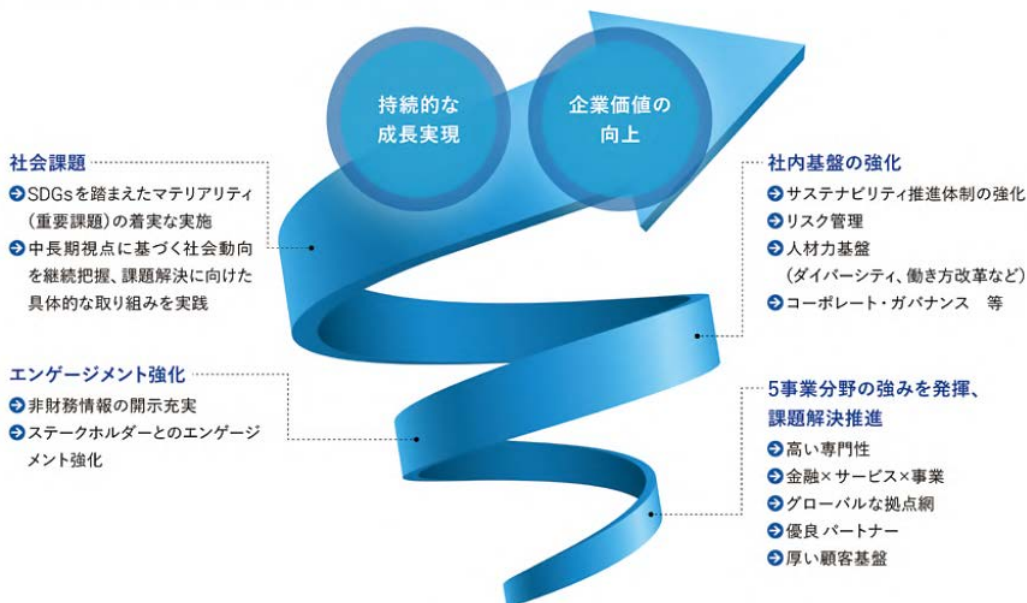 持続的な
成長実現
企業価値の
向上
社会課題
SDGsを踏まえたマテリアリティ
(重要課題)の着実な実施
中長期視点に基づく社会動向
を継続把握、課題解決に向けた
具体的な取り組みを実践
エンゲージメント強化
非財務情報の開示充実
ステークホルダーとのエンゲージ
メント強化
社内基盤の強化
サステナビリティ推進体制の強化
リスク管理
人材力基盤
(ダイバーシティ、働き方改革など)
コーポレート・ガバナンス 等
5事業分野の強みを発揮、
課題解決推進
高い専門性
金融×サービス×事業
グローバルな拠点網
優良パートナー
厚い顧客基盤